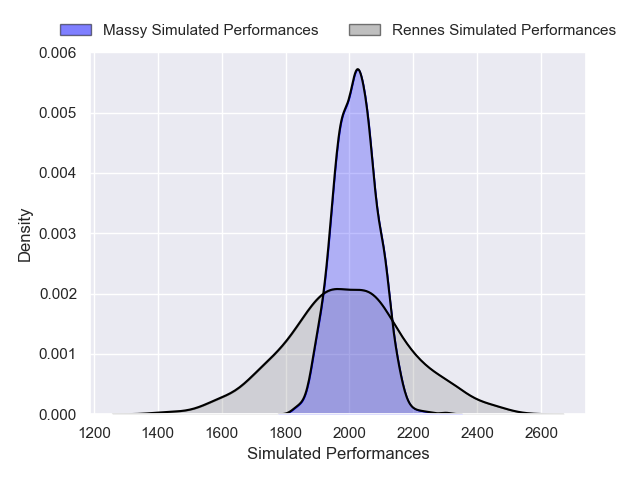 Massy Simulated Performances
Rennes Simulated Performances
0.006
0.005
0.004
0.003
0.002
0.001
0.000
Density
1200 1400 1600 1800 2000 2200 2400 2600
Simulated Performances